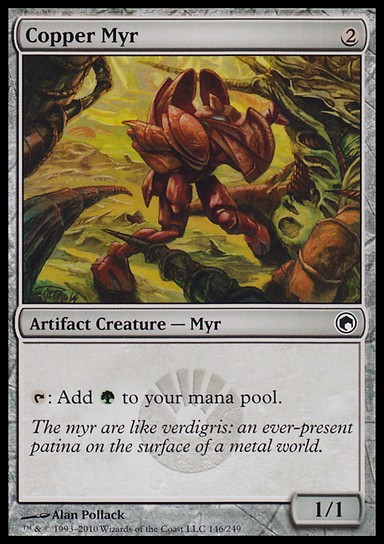 Copper Myr 2
Artifact Creature — Myr
: Add to your mana pool.
The myr are like verdigris: an ever-present
patina on the surface of a metal world.
Alan Pollack
1/1
™ & © 1993–2010 Wizards of the Coast LLC 146/249